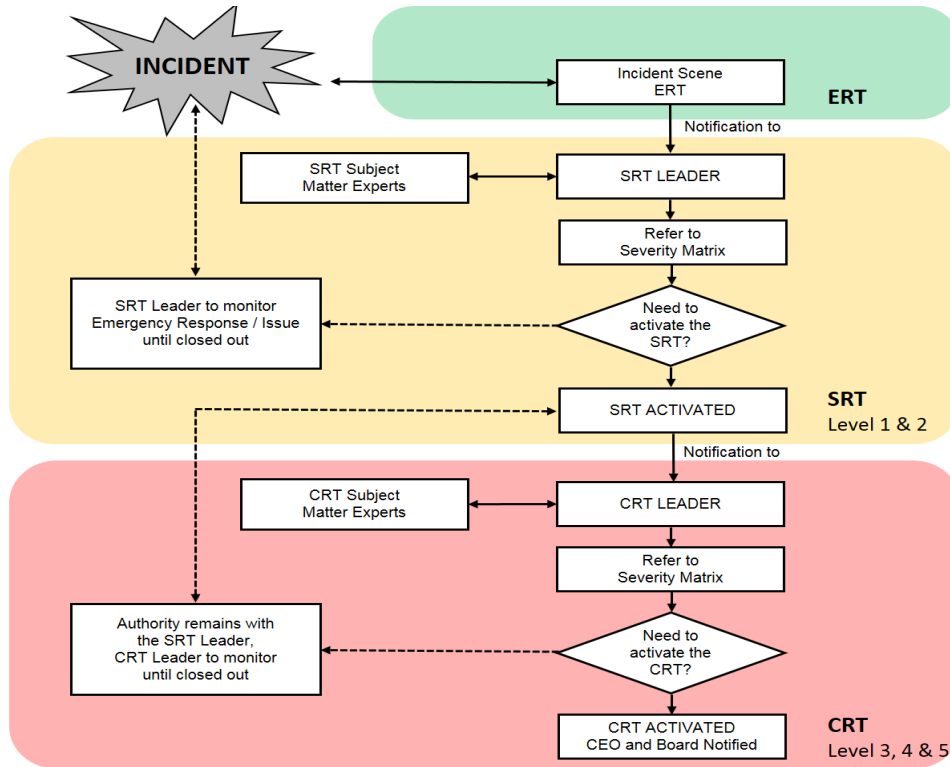 INCIDENT
Incident Scene
ERT
ERT
Notification to
SRT Subject
Matter Experts
SRT LEADER
Refer to
Severity Matrix
SRT Leader to monitor
Emergency Response / Issue
until closed out
Need to
activate the
SRT?
SRT ACTIVATED
SRT
Level 1 & 2
Notification to
CRT Subject
Matter Experts
CRT LEADER
Refer to
Severity Matrix
Authority remains with
the SRT Leader,
CRT Leader to monitor
until closed out
Need to
activate the
CRT?
CRT ACTIVATED
CEO and Board Notified
CRT
Level 3, 4 & 5